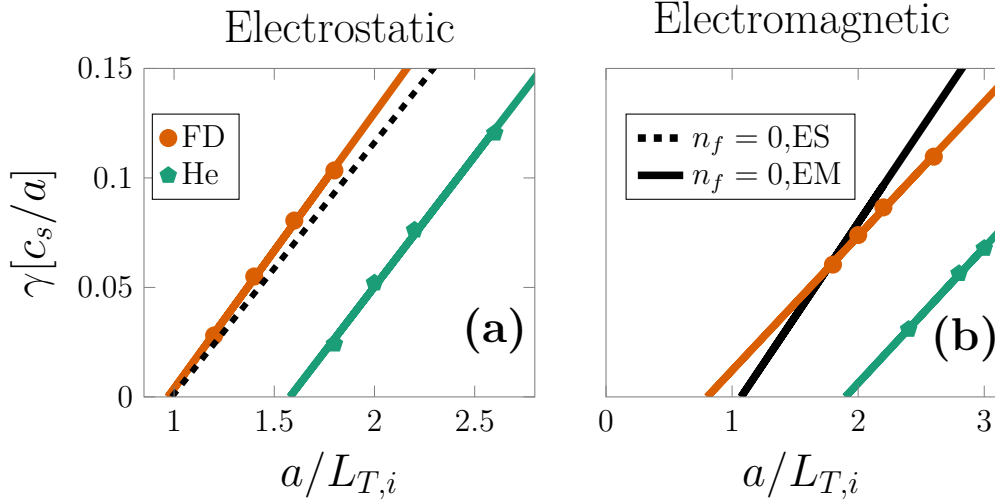 Electrostatic
Electromagnetic
γ[c_s/a]
0.15
0.1
0.05
0
FD
He
(a)
1
1.5
2
2.5
a/L_{T,i}
n_f = 0,ES
n_f = 0,EM
(b)
0
1
2
3
a/L_{T,i}